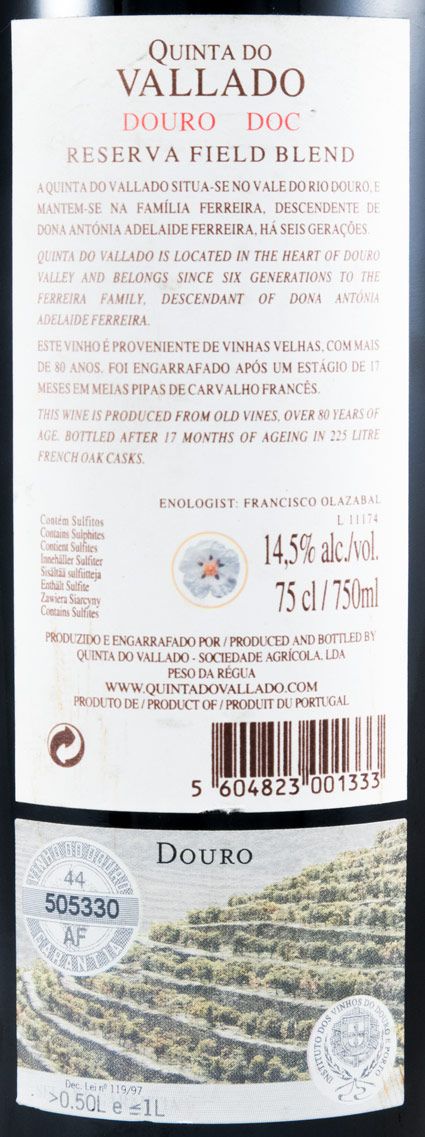 QUINTA DO
VALLADO
DOURO DOC
RESERVA FIELD BLEND
A QUINTA DO VALLADO SITUA-SE NO VALE DO RIO DOURO, E
MANTEM-SE NA FAMÍLIA FERREIRA, DESCENDENTE DE
DONA ANTÓNIA ADELAIDE FERREIRA, HÁ SEIS GERAÇÕES.
QUINTA DO VALLADO IS LOCATED IN THE HEART OF DOURO
VALLEY AND BELONGS SINCE SIX GENERATIONS TO THE
FERREIRA FAMILY, DESCENDANT OF DONA ANTÓNIA
ADELAIDE FERREIRA.
ESTE VINHO É PROVENIENTE DE VINHAS VELHAS, COM MAIS
DE 80 ANOS. FOI ENGARRAFADO APÓS UM ESTÁGIO DE 17
MESES EM MEIAS PIPAS DE CARVALHO FRANCÊS.
THIS WINE IS PRODUCED FROM OLD VINES, OVER 80 YEARS OF
AGE. BOTTLED AFTER 17 MONTHS OF AGEING IN 225 LITRE
FRENCH OAK CASKS.
ENOLOGIST: FRANCISCO OLAZABAL
L 11174
Contém Sulfitos
Contains Sulphites
Contient Sulfites
Innehåller Sulfiter
Sisältää sulfiitteja
Enthält Sulfite
Zawiera Siarcyny
Contains Sulfites
14,5% alc./vol.
75 cl / 750ml
PRODUZIDO E ENGARRAFADO POR / PRODUCED AND BOTTLED BY
QUINTA DO VALLADO - SOCIEDADE AGRÍCOLA, LDA
PESO DA RÉGUA
WWW.QUINTADOVALLADO.COM
PRODUTO DE / PRODUCT OF / PRODUIT DU PORTUGAL
5 604823 001333
DOURO
44
505330
AF
INSTITUTO DOS VINHOS DO DOURO E PORTO
Dec. Lei nº 119/97
>0.50L e ≤1L